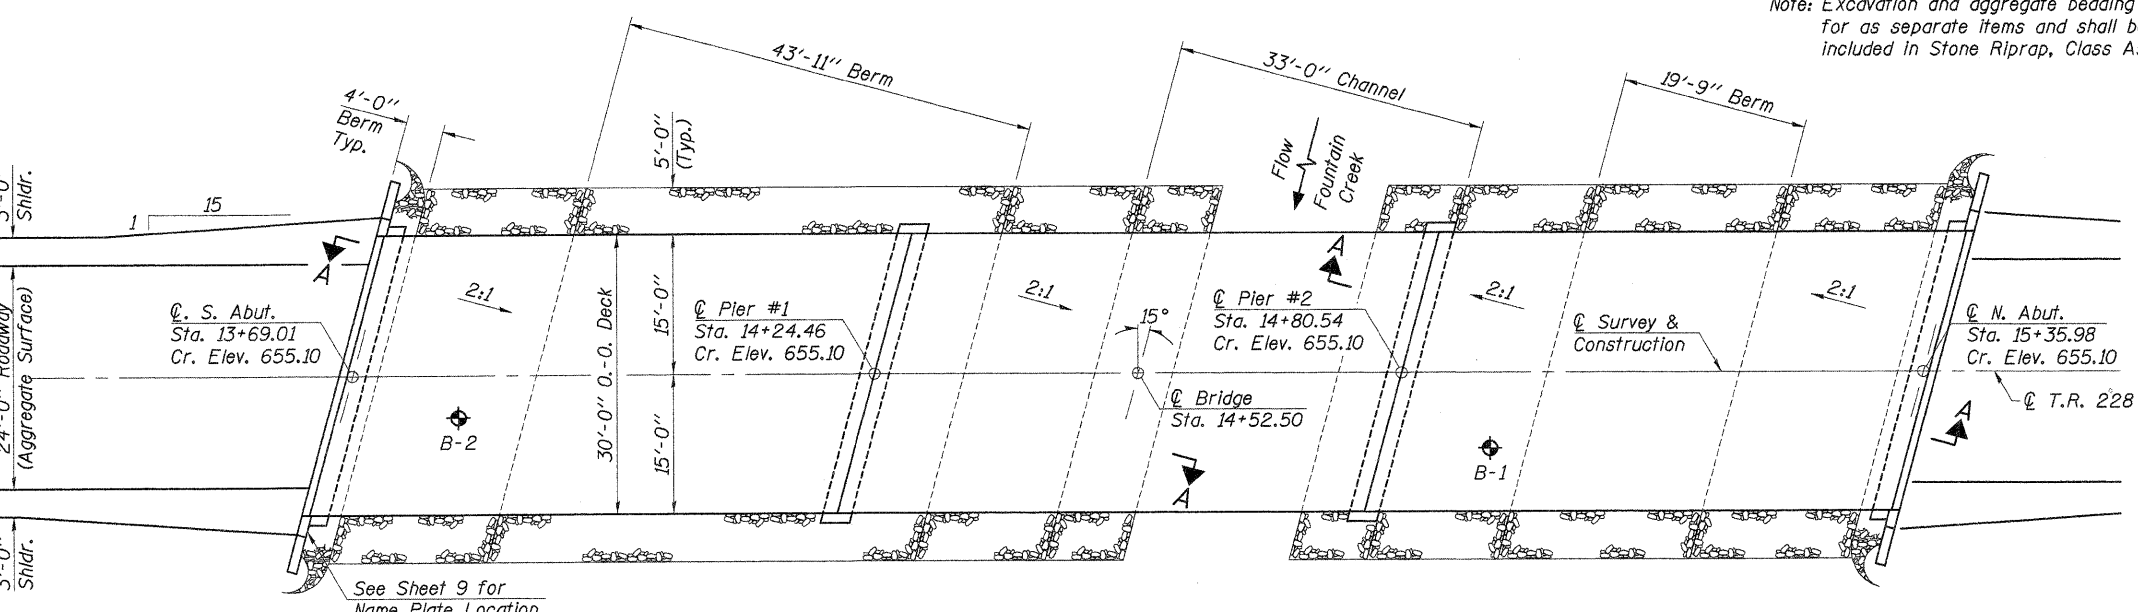 Note: Excavation and aggregate bedding
for as separate items and shall
included in Stone Riprap, Class
43'-11" Berm
33'-0" Channel
19'-9" Berm
4'-0"
Berm
Typ.
5'-0"
(Typ.)
Flow
Fountain
Creek
Shldr.
1
15
A
A
2:1
2:1
2:1
2:1
24'-0" Roadway
(Aggregate Surface)
℄. S. Abut.
Sta. 13+69.01
Cr. Elev. 655.10
30'-0" O.-O. Deck
15'-0"
15'-0"
℄ Pier #1
Sta. 14+24.46
Cr. Elev. 655.10
15°
℄ Pier #2
Sta. 14+80.54
Cr. Elev. 655.10
℄ Survey &
Construction
℄ N. Abut.
Sta. 15+35.98
Cr. Elev. 655.10
℄ Bridge
Sta. 14+52.50
℄ T.R. 228
B-2
B-1
A
A
Shldr.
See Sheet 9 for
Name Plate Location